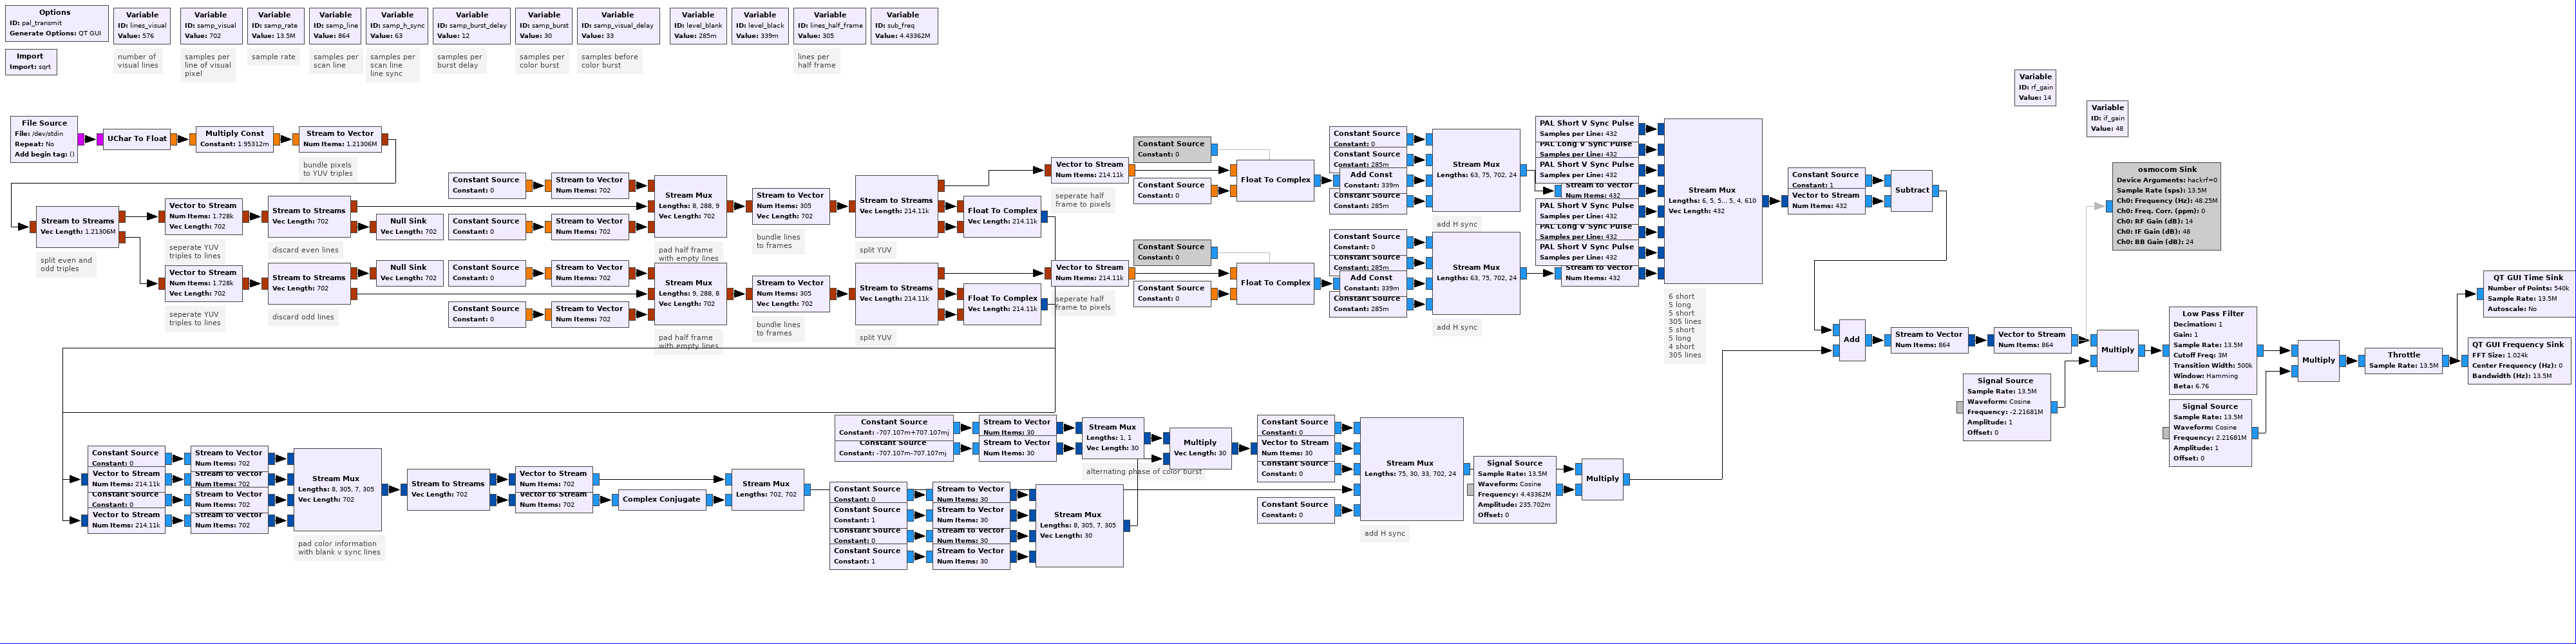 Options
ID: pal_transmit
Generate Options: QT GUI
Variable
ID: lines_visual
Value: 576
Variable
ID: samp_visual
Value: 702
Variable
ID: samp_rate
Value: 13.5M
Variable
ID: samp_line
Value: 864
Variable
ID: samp_h_sync
Value: 63
Variable
ID: samp_burst_delay
Value: 12
Variable
ID: samp_burst
Value: 30
Variable
ID: samp_visual_delay
Value: 33
Variable
ID: level_blank
Value: 285m
Variable
ID: level_black
Value: 339m
Variable
ID: lines_half_frame
Value: 305
Variable
ID: sub_freq
Value: 4.43362M
Import
Import: sqrt
number of
visual lines
samples per
line of visual
pixel
sample rate
samples per
scan line
samples per
scan line
line sync
samples per
burst delay
samples per
color burst
samples before
color burst
lines per
half frame
Variable
ID: rf_gain
Value: 14
Variable
ID: if_gain
Value: 48
File Source
File: /dev/stdin
Repeat: No
Add begin tag: ()
UChar To Float
Multiply Const
Constant: 1.95312m
Stream to Vector
Num Items: 1.21306M
bundle pixels
to YUV triples
Stream to Streams
Vec Length: 1.21306M
split even and
odd triples
Vector to Stream
Num Items: 1.728k
Vec Length: 702
seperate YUV
triples to lines
Stream to Streams
Vec Length: 702
discard even lines
Null Sink
Vec Length: 702
Vector to Stream
Num Items: 1.728k
Vec Length: 702
seperate YUV
triples to lines
Stream to Streams
Vec Length: 702
discard odd lines
Null Sink
Vec Length: 702
Constant Source
Constant: 0
Stream to Vector
Num Items: 702
Constant Source
Constant: 0
Stream to Vector
Num Items: 702
Stream Mux
Lengths: 8, 288, 9
Vec Length: 702
pad half frame
with empty lines
Constant Source
Constant: 0
Stream to Vector
Num Items: 702
Constant Source
Constant: 0
Stream to Vector
Num Items: 702
Stream Mux
Lengths: 9, 288, 8
Vec Length: 702
pad half frame
with empty lines
Stream to Vector
Num Items: 305
Vec Length: 702
bundle lines
to frames
Stream to Vector
Num Items: 305
Vec Length: 702
bundle lines
to frames
Stream to Streams
Vec Length: 214.11k
split YUV
Stream to Streams
Vec Length: 214.11k
split YUV
Float To Complex
Vec Length: 214.11k
Float To Complex
Vec Length: 214.11k
Vector to Stream
Num Items: 214.11k
seperate half
frame to pixels
Vector to Stream
Num Items: 214.11k
seperate half
frame to pixels
Constant Source
Constant: 0
Constant Source
Constant: 0
Float To Complex
Constant Source
Constant: 0
Constant Source
Constant: 0
Float To Complex
Constant Source
Constant: 0
Constant Source
Constant: 285m
Add Const
Constant: 339m
Constant Source
Constant: 285m
Stream Mux
Lengths: 63, 75, 702, 24
add H sync
Constant Source
Constant: 0
Constant Source
Constant: 285m
Add Const
Constant: 339m
Constant Source
Constant: 285m
Stream Mux
Lengths: 63, 75, 702, 24
add H sync
PAL Short V Sync Pulse
Samples per Line: 432
PAL Long V Sync Pulse
Samples per Line: 432
PAL Short V Sync Pulse
Samples per Line: 432
Stream to Vector
Num Items: 432
PAL Short V Sync Pulse
Samples per Line: 432
PAL Long V Sync Pulse
Samples per Line: 432
PAL Short V Sync Pulse
Samples per Line: 432
Stream to Vector
Num Items: 432
Stream Mux
Lengths: 6, 5, 5... 5, 4, 610
Vec Length: 432
6 short
5 long
5 short
305 lines
5 short
5 long
4 short
305 lines
Constant Source
Constant: 1
Vector to Stream
Num Items: 432
Subtract
osmocom Sink
Device Arguments: hackrf=0
Sample Rate (sps): 13.5M
Ch0: Frequency (Hz): 48.25M
Ch0: Freq. Corr. (ppm): 0
Ch0: RF Gain (dB): 14
Ch0: IF Gain (dB): 48
Ch0: BB Gain (dB): 24
Add
Stream to Vector
Num Items: 864
Vector to Stream
Num Items: 864
Signal Source
Sample Rate: 13.5M
Waveform: Cosine
Frequency: -2.21681M
Amplitude: 1
Offset: 0
Multiply
Low Pass Filter
Decimation: 1
Gain: 1
Sample Rate: 13.5M
Cutoff Freq: 3M
Transition Width: 500k
Window: Hamming
Beta: 6.76
Signal Source
Sample Rate: 13.5M
Waveform: Cosine
Frequency: 2.21681M
Amplitude: 1
Offset: 0
Multiply
Throttle
Sample Rate: 13.5M
QT GUI Time Sink
Number of Points: 540k
Sample Rate: 13.5M
Autoscale: No
QT GUI Frequency Sink
FFT Size: 1.024k
Center Frequency (Hz): 0
Bandwidth (Hz): 13.5M
Constant Source
Constant: 0
Vector to Stream
Num Items: 214.11k
Constant Source
Constant: 0
Vector to Stream
Num Items: 214.11k
Stream to Vector
Num Items: 702
Stream to Vector
Num Items: 702
Stream to Vector
Num Items: 702
Stream to Vector
Num Items: 702
Stream Mux
Lengths: 8, 305, 7, 305
Vec Length: 702
pad color information
with blank v sync lines
Stream to Streams
Vec Length: 702
Vector to Stream
Num Items: 702
Vector to Stream
Num Items: 702
Complex Conjugate
Stream Mux
Lengths: 702, 702
Constant Source
Constant: -707.107m+707.107mj
Constant Source
Constant: -707.107m-707.107mj
Stream to Vector
Num Items: 30
Stream to Vector
Num Items: 30
Stream Mux
Lengths: 1, 1
Vec Length: 30
alternating phase of color burst
Multiply
Vec Length: 30
Constant Source
Constant: 0
Constant Source
Constant: 1
Constant Source
Constant: 0
Constant Source
Constant: 1
Stream to Vector
Num Items: 30
Stream to Vector
Num Items: 30
Stream to Vector
Num Items: 30
Stream to Vector
Num Items: 30
Stream Mux
Lengths: 8, 305, 7, 305
Vec Length: 30
Constant Source
Constant: 0
Vector to Stream
Num Items: 30
Constant Source
Constant: 0
Constant Source
Constant: 0
Stream Mux
Lengths: 75, 30, 33, 702, 24
add H sync
Signal Source
Sample Rate: 13.5M
Waveform: Cosine
Frequency: 4.43362M
Amplitude: 235.702m
Offset: 0
Multiply